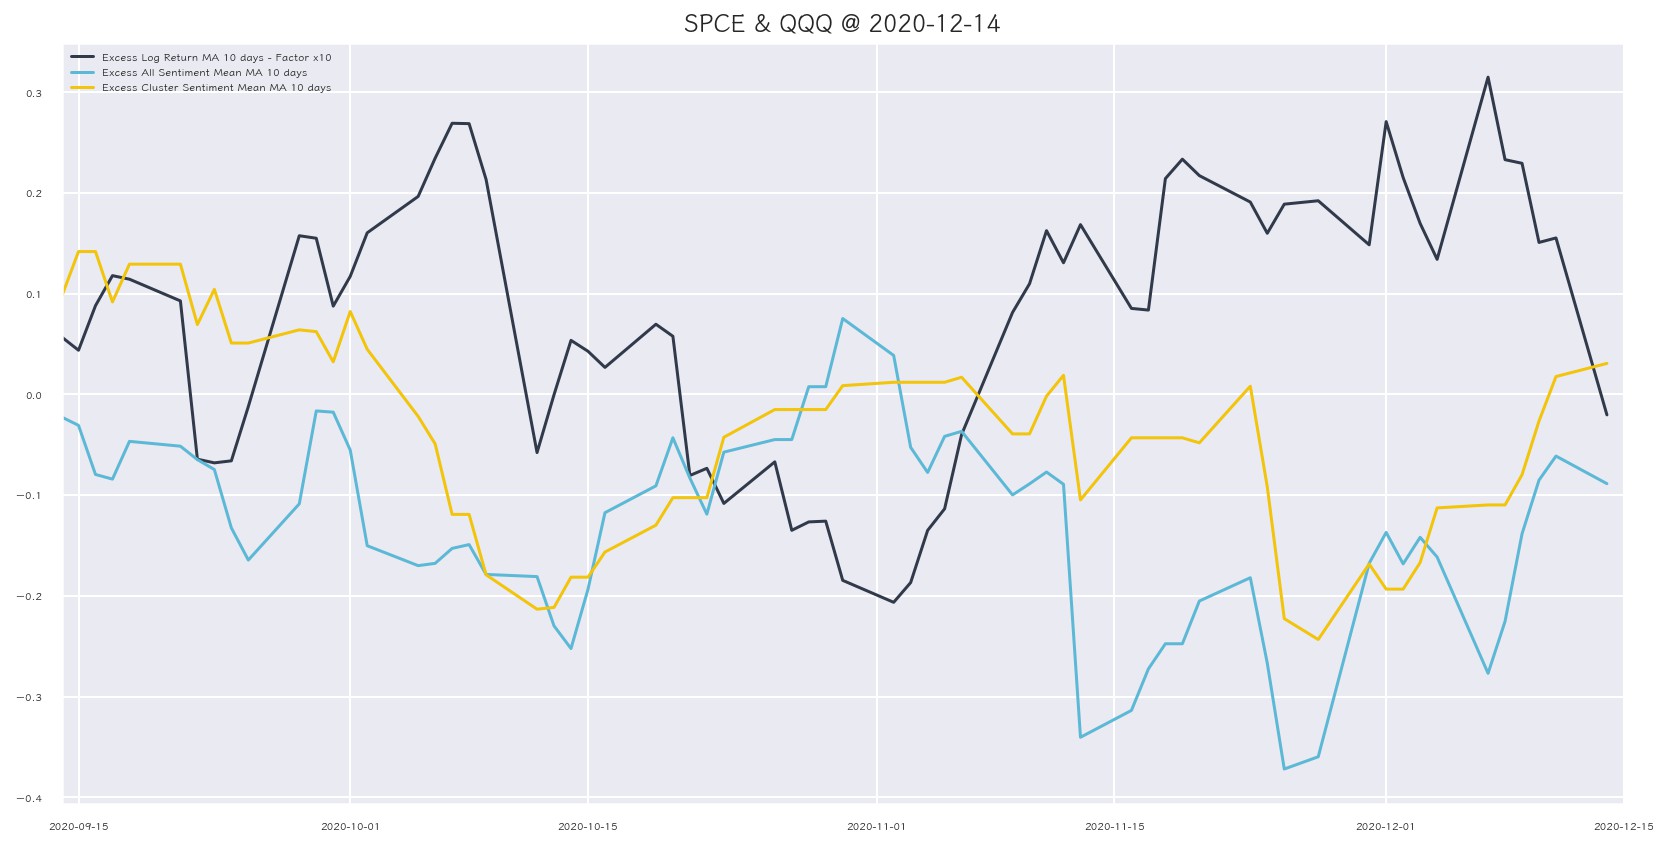 SPCE & QQQ @ 2020-12-14
Excess Log Return MA 10 days - Factor x10
Excess All Sentiment Mean MA 10 days
Excess Cluster Sentiment Mean MA 10 days
0.3
0.2
0.1
0.0
−0.1
−0.2
−0.3
−0.4
2020-09-15 2020-10-01 2020-10-15 2020-11-01 2020-11-15 2020-12-01 2020-12-15